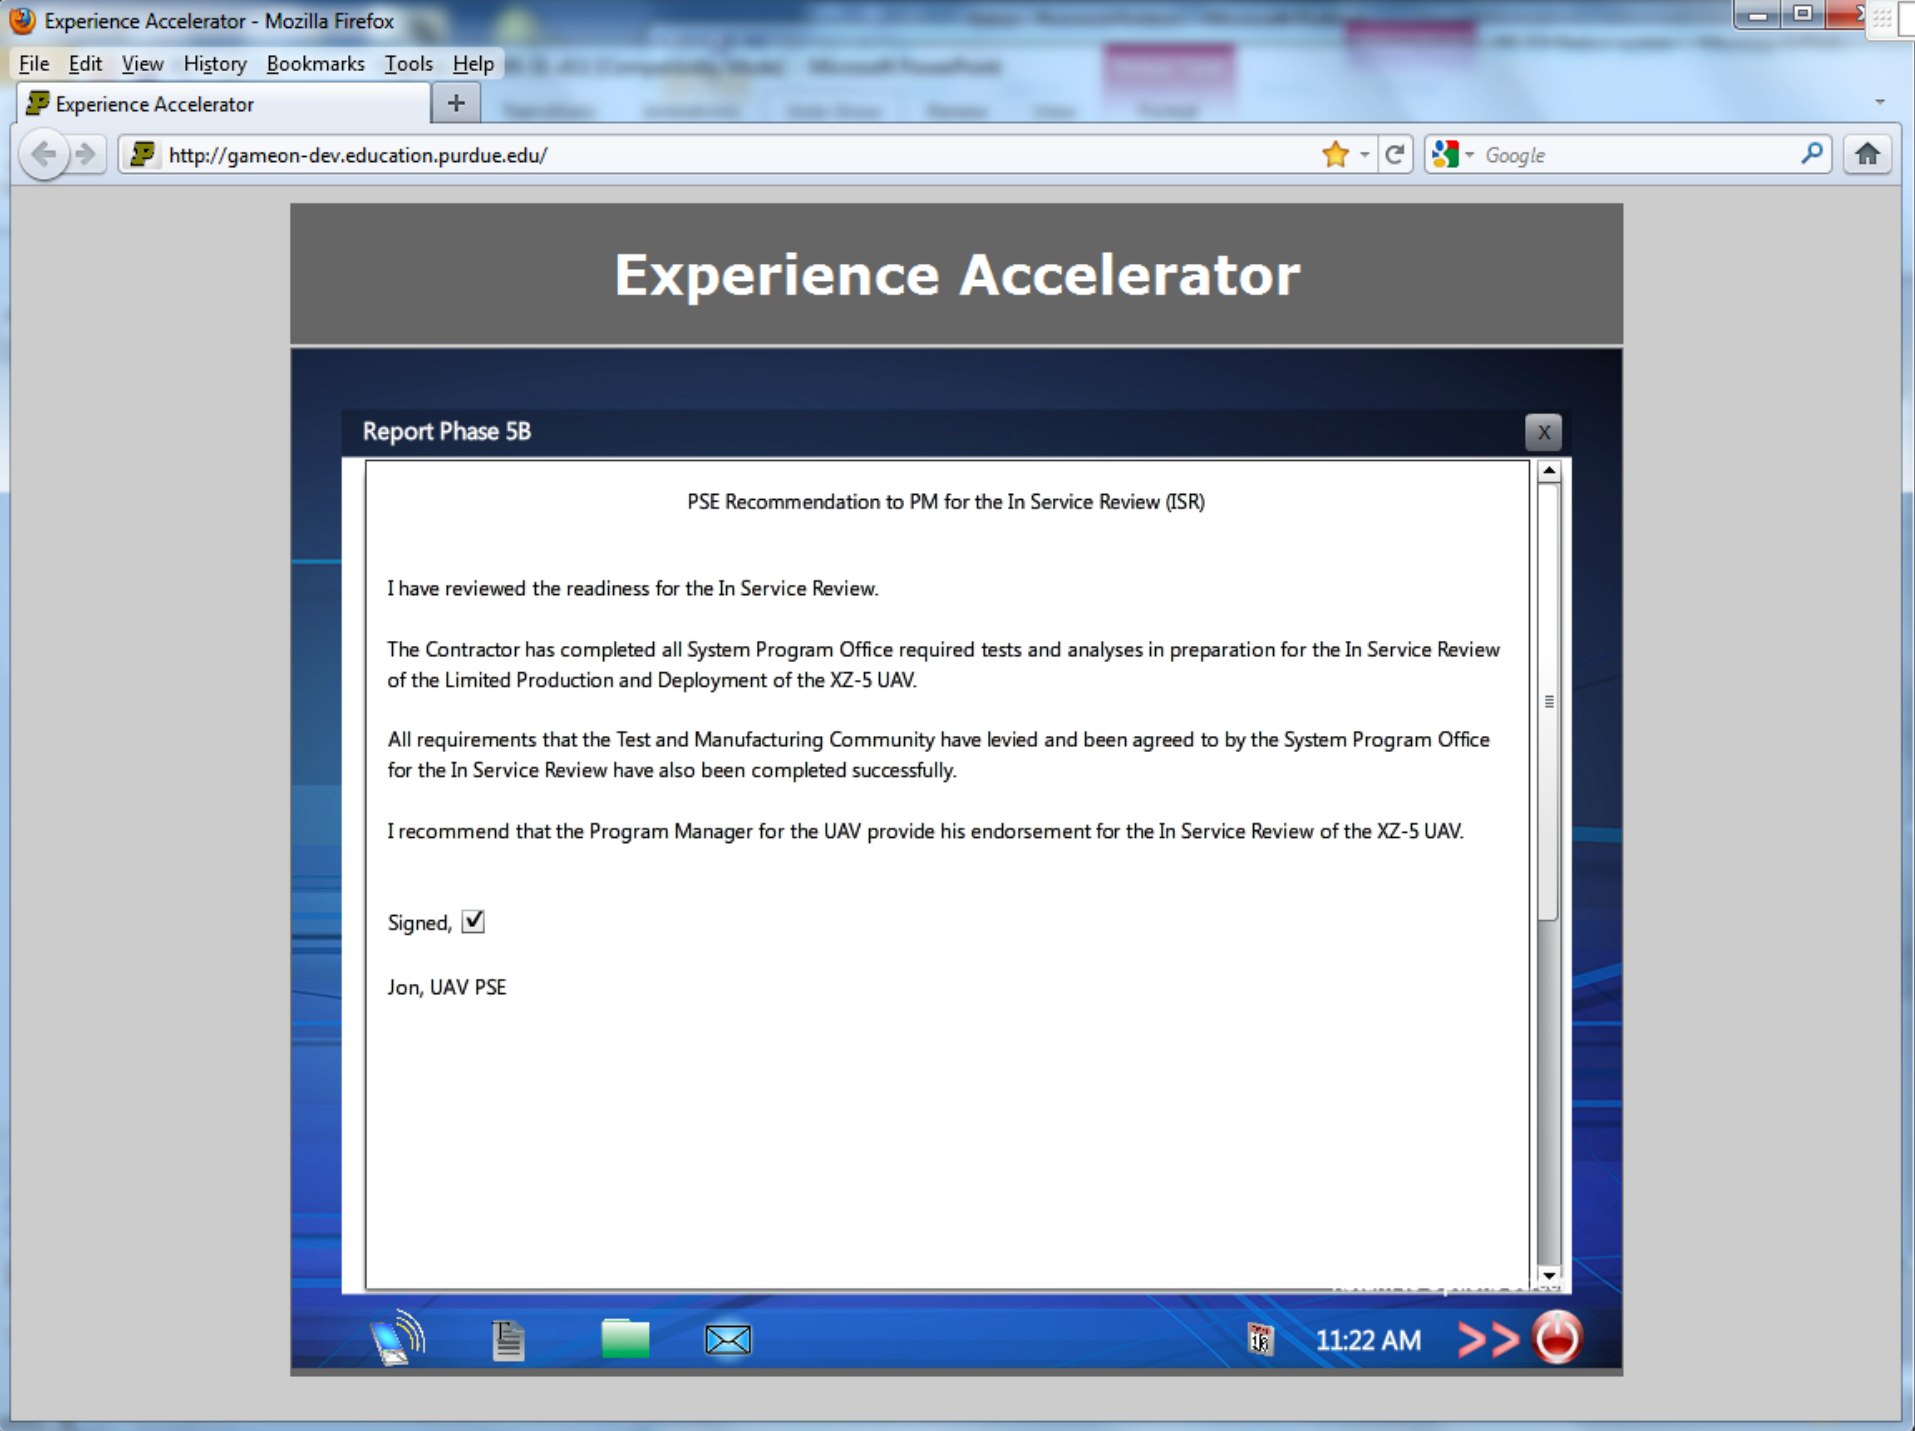 Experience Accelerator - Mozilla Firefox
File Edit View History Bookmarks Tools Help
Experience Accelerator +
http://gameon-dev.education.purdue.edu/ Google
Experience Accelerator
Report Phase 5B X
PSE Recommendation to PM for the In Service Review (ISR)
I have reviewed the readiness for the In Service Review.
The Contractor has completed all System Program Office required tests and analyses in preparation for the In Service Review
of the Limited Production and Deployment of the XZ-5 UAV.
All requirements that the Test and Manufacturing Community have levied and been agreed to by the System Program Office
for the In Service Review have also been completed successfully.
I recommend that the Program Manager for the UAV provide his endorsement for the In Service Review of the XZ-5 UAV.
Signed,
Jon, UAV PSE
11:22 AM >>